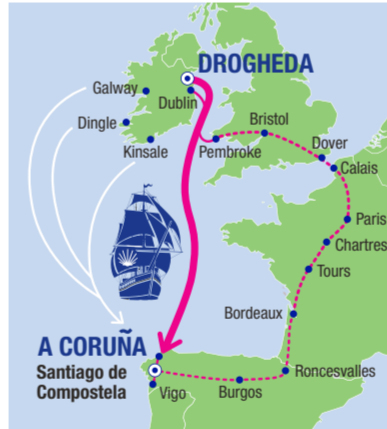 DROGHEDA
Galway
Dublin
Dingle
Bristol
Kinsale
Pembroke
Dover
Calais
Paris
Chartres
Tours
Bordeaux
A CORUÑA
Santiago de
Compostela
Roncesvalles
Vigo
Burgos